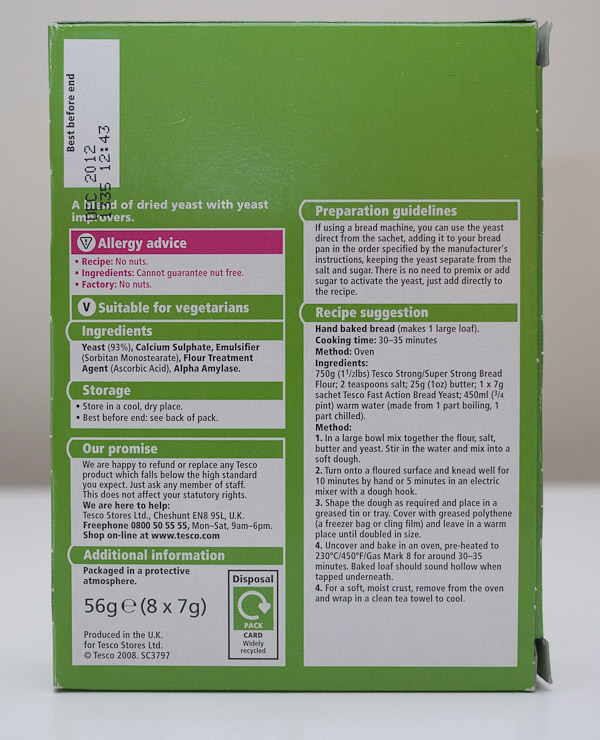 Best before end
DEC 2012
1335 12:43
A blend of dried yeast with yeast
improvers.
Allergy advice
• Recipe: No nuts.
• Ingredients: Cannot guarantee nut free.
• Factory: No nuts.
V Suitable for vegetarians
Ingredients
Yeast (93%), Calcium Sulphate, Emulsifier
(Sorbitan Monostearate), Flour Treatment
Agent (Ascorbic Acid), Alpha Amylase.
Storage
• Store in a cool, dry place.
• Best before end: see back of pack.
Our promise
We are happy to refund or replace any Tesco
product which falls below the high standard
you expect. Just ask any member of staff.
This does not affect your statutory rights.
We are here to help:
Tesco Stores Ltd., Cheshunt EN8 9SL, U.K.
Freephone 0800 50 55 55, Mon–Sat, 9am–6pm.
Shop on-line at www.tesco.com
Additional information
Packaged in a protective
atmosphere.
56g ℮ (8 x 7g)
Produced in the U.K.
for Tesco Stores Ltd.
© Tesco 2008. SC3797
Disposal
PACK
CARD
Widely
recycled
Preparation guidelines
If using a bread machine, you can use the yeast
direct from the sachet, adding it to your bread
pan in the order specified by the manufacturer's
instructions, keeping the yeast separate from the
salt and sugar. There is no need to premix or add
sugar to activate the yeast, just add directly to
the recipe.
Recipe suggestion
Hand baked bread (makes 1 large loaf).
Cooking time: 30–35 minutes
Method: Oven
Ingredients:
750g (1 1/2lbs) Tesco Strong/Super Strong Bread
Flour; 2 teaspoons salt; 25g (1oz) butter; 1 x 7g
sachet Tesco Fast Action Bread Yeast; 450ml (3/4
pint) warm water (made from 1 part boiling, 1
part chilled).
Method:
1. In a large bowl mix together the flour, salt,
butter and yeast. Stir in the water and mix into a
soft dough.
2. Turn onto a floured surface and knead well for
10 minutes by hand or 5 minutes in an electric
mixer with a dough hook.
3. Shape the dough as required and place in a
greased tin or tray. Cover with greased polythene
(a freezer bag or cling film) and leave in a warm
place until doubled in size.
4. Uncover and bake in an oven, pre-heated to
230°C/450°F/Gas Mark 8 for around 30–35
minutes. Baked loaf should sound hollow when
tapped underneath.
4. For a soft, moist crust, remove from the oven
and wrap in a clean tea towel to cool.